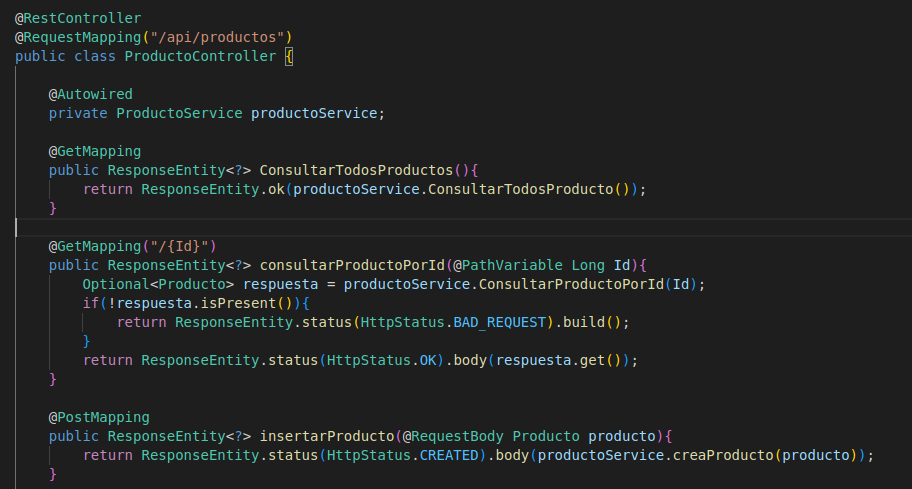 @RestController
@RequestMapping("/api/productos")
public class ProductoController {
@Autowired
private ProductoService productoService;
@GetMapping
public ResponseEntity<?> ConsultarTodosProductos(){
return ResponseEntity.ok(productoService.ConsultarTodosProducto());
}
@GetMapping("/{Id}")
public ResponseEntity<?> consultarProductoPorId(@PathVariable Long Id){
Optional<Producto> respuesta = productoService.ConsultarProductoPorId(Id);
if(!respuesta.isPresent()){
return ResponseEntity.status(HttpStatus.BAD_REQUEST).build();
}
return ResponseEntity.status(HttpStatus.OK).body(respuesta.get());
}
@PostMapping
public ResponseEntity<?> insertarProducto(@RequestBody Producto producto){
return ResponseEntity.status(HttpStatus.CREATED).body(productoService.creaProducto(producto));
}